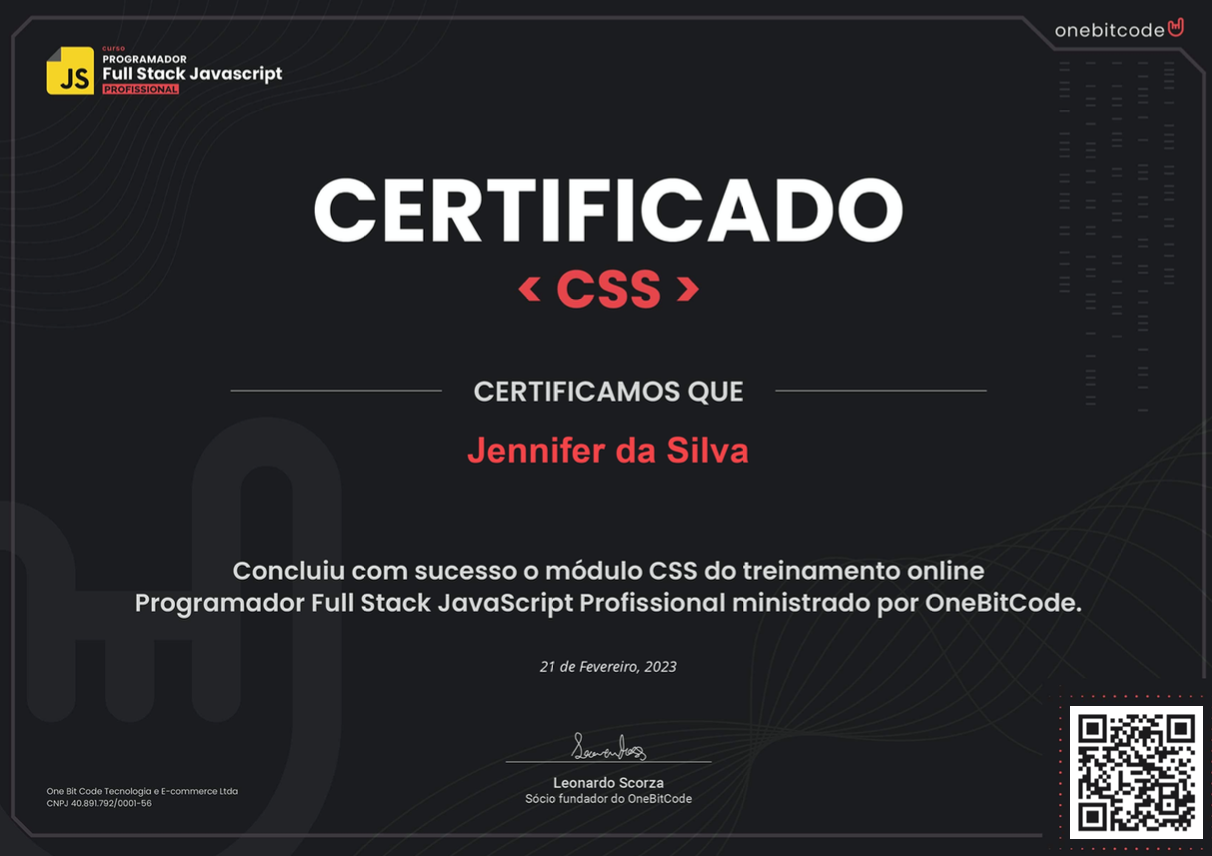 onebitcode
curso
PROGRAMADOR
JS
Full Stack Javascript
PROFISSIONAL
CERTIFICADO
< CSS >
CERTIFICAMOS QUE
Jennifer da Silva
Concluiu com sucesso o módulo CSS do treinamento online
Programador Full Stack JavaScript Profissional ministrado por OneBitCode.
21 de Fevereiro, 2023
Leonardo Scorza
Sócio fundador do OneBitCode
One Bit Code Tecnologia e E-commerce Ltda
CNPJ 40.891.792/0001-56